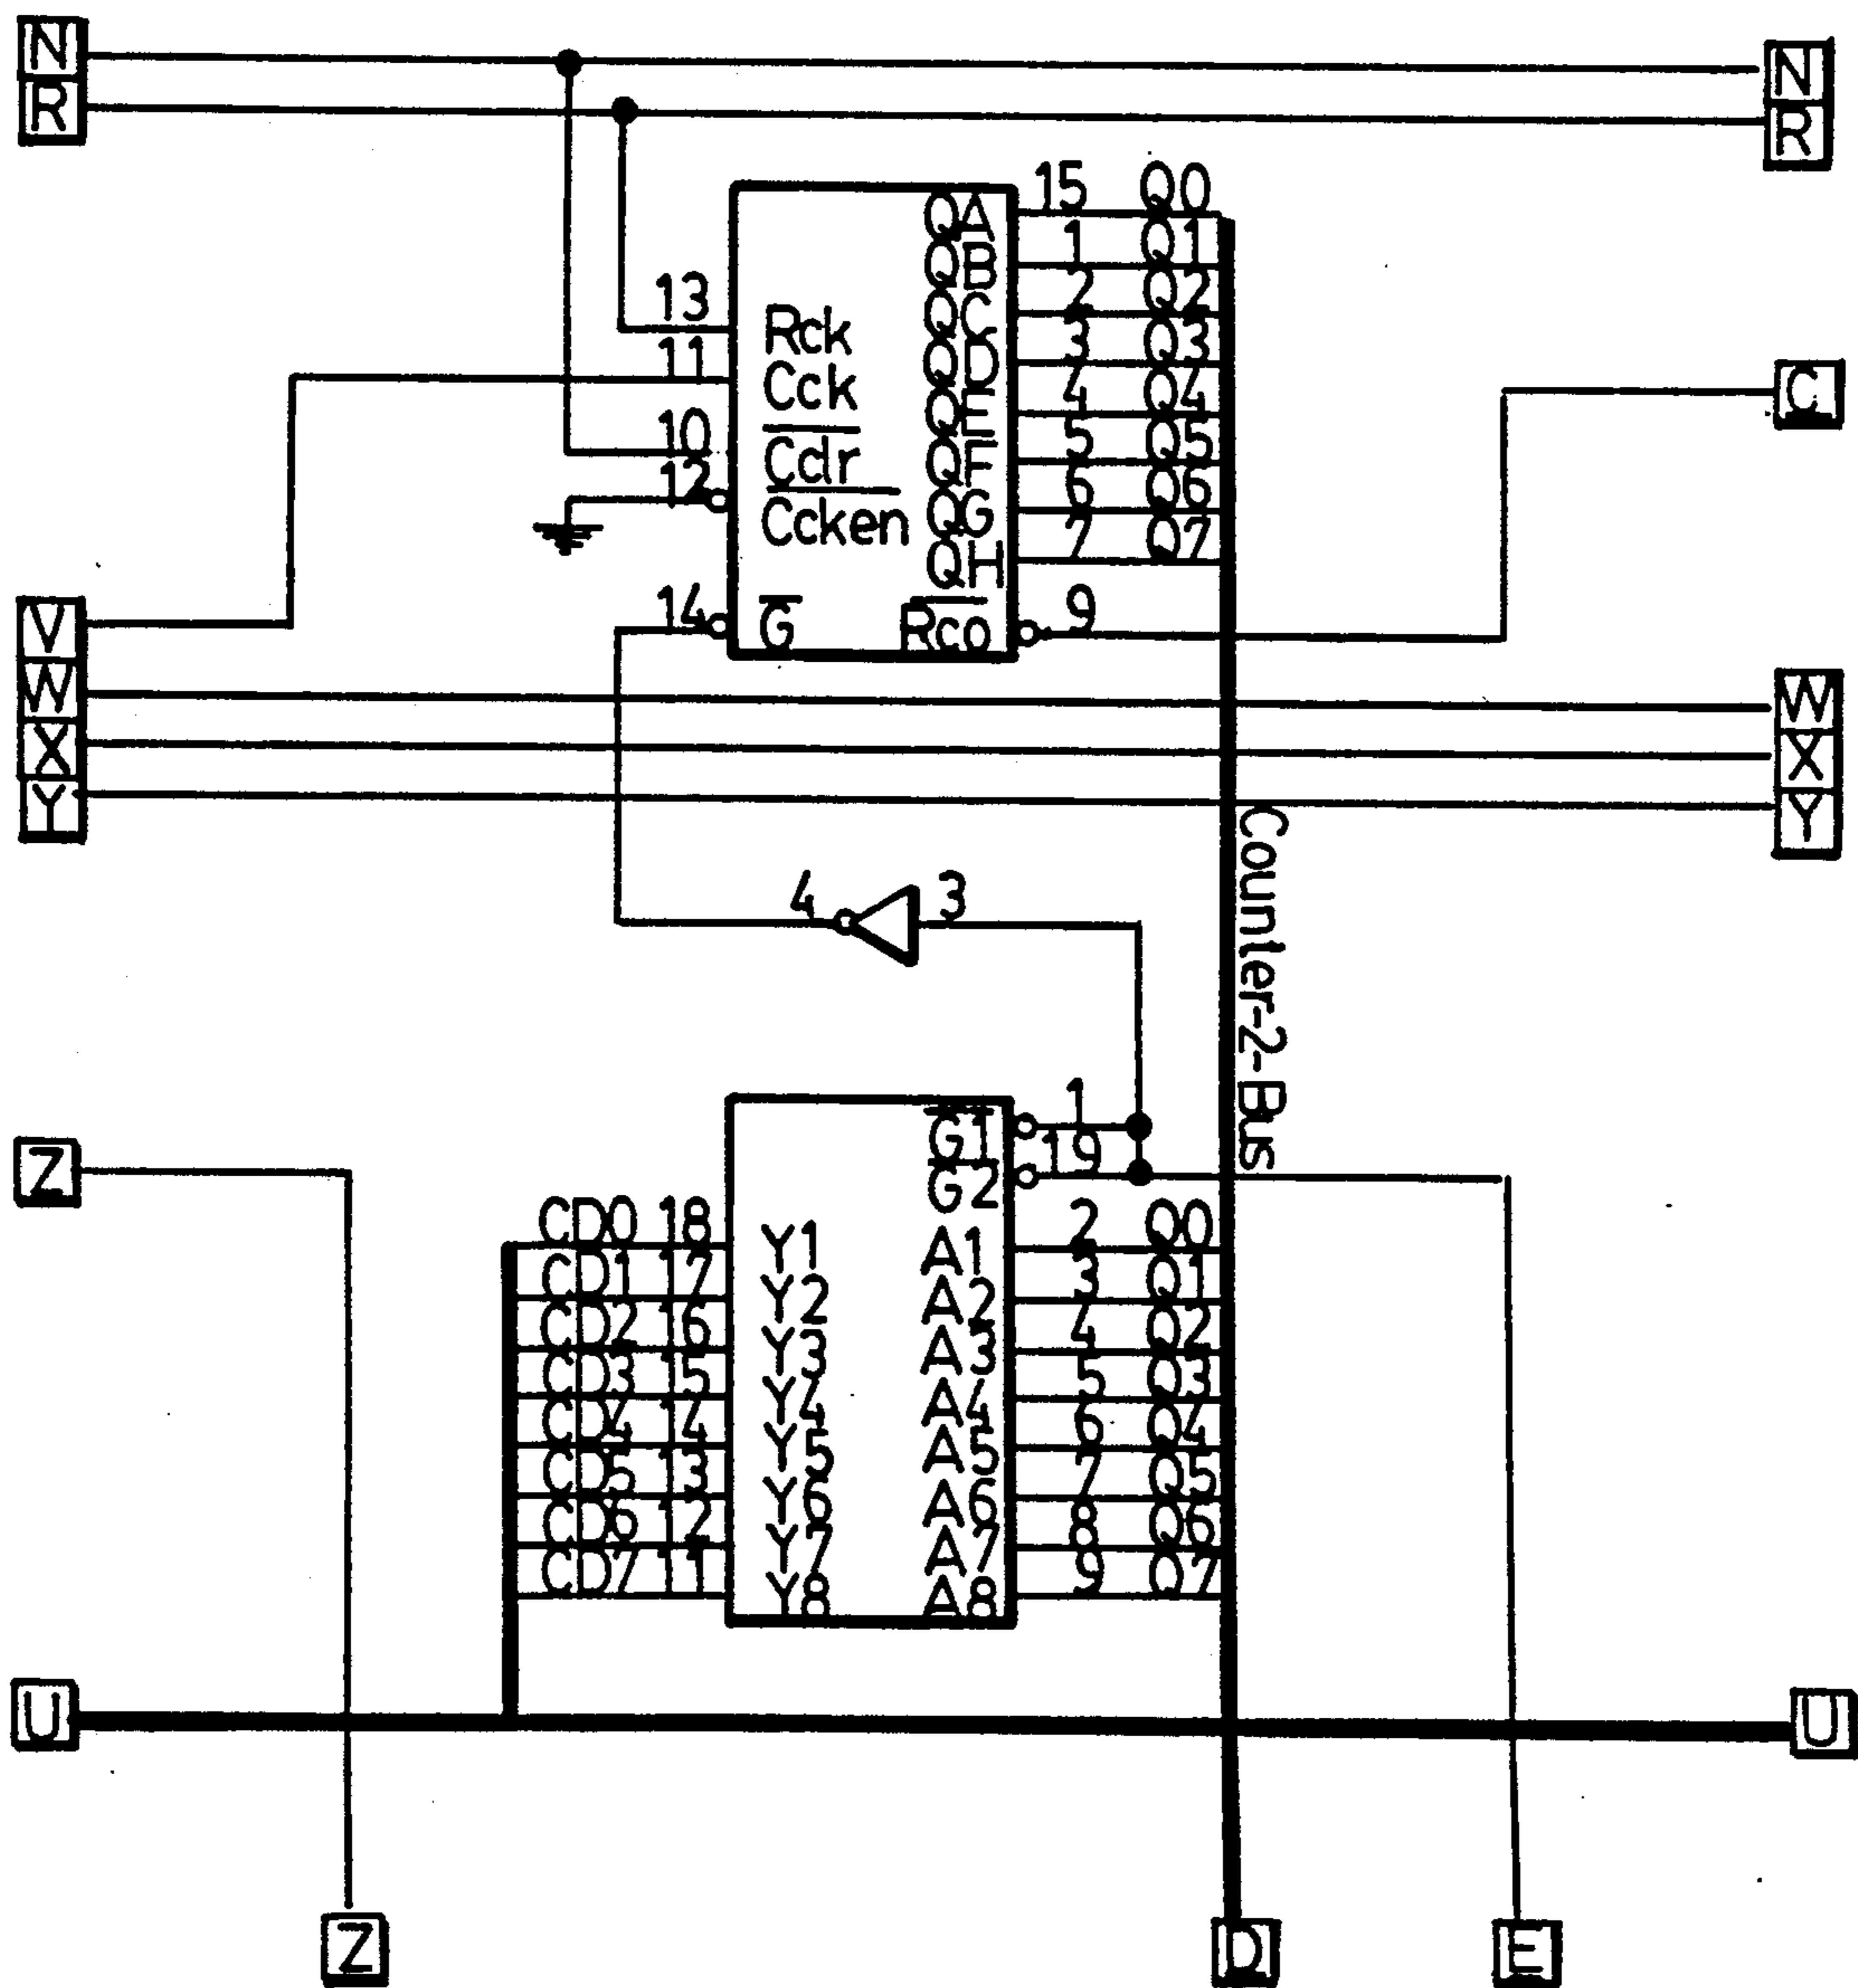 N N
R R
15 Q0
QA
1 Q1
QB
13 2 Q2
Rck QC
11 3 Q3
Cck QD
4 Q4
QE
10 5 Q5
Cdr QF
12 6 Q6
Ccken QG
7 Q7
QH
14 9
G Rco
C
V
W W
X X
Y Y
4 3
Counter-2-Bus
1
G1
19
G2
Z
CD0 18 2 Q0
Y1 A1
CD1 17 3 Q1
Y2 A2
CD2 16 4 Q2
Y3 A3
CD3 15 5 Q3
Y4 A4
CD4 14 6 Q4
Y5 A5
CD5 13 7 Q5
Y6 A6
CD6 12 8 Q6
Y7 A7
CD7 11 9 Q7
Y8 A8
U U
Z D E